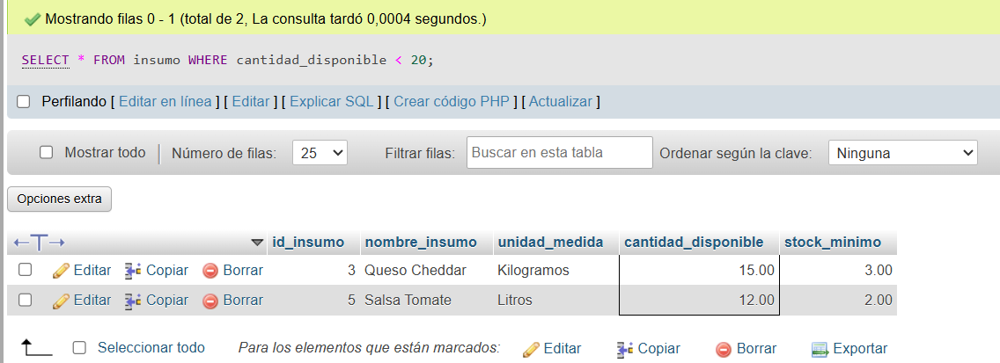 Mostrando filas 0 - 1 (total de 2, La consulta tardó 0,0004 segundos.)
SELECT * FROM insumo WHERE cantidad_disponible < 20;
Perfilando [ Editar en línea ] [ Editar ] [ Explicar SQL ] [ Crear código PHP ] [ Actualizar ]
Mostrar todo Número de filas: 25 Filtrar filas: Buscar en esta tabla Ordenar según la clave: Ninguna
Opciones extra
id_insumo nombre_insumo unidad_medida cantidad_disponible stock_minimo
Editar Copiar Borrar 3 Queso Cheddar Kilogramos 15.00 3.00
Editar Copiar Borrar 5 Salsa Tomate Litros 12.00 2.00
Seleccionar todo Para los elementos que están marcados: Editar Copiar Borrar Exportar